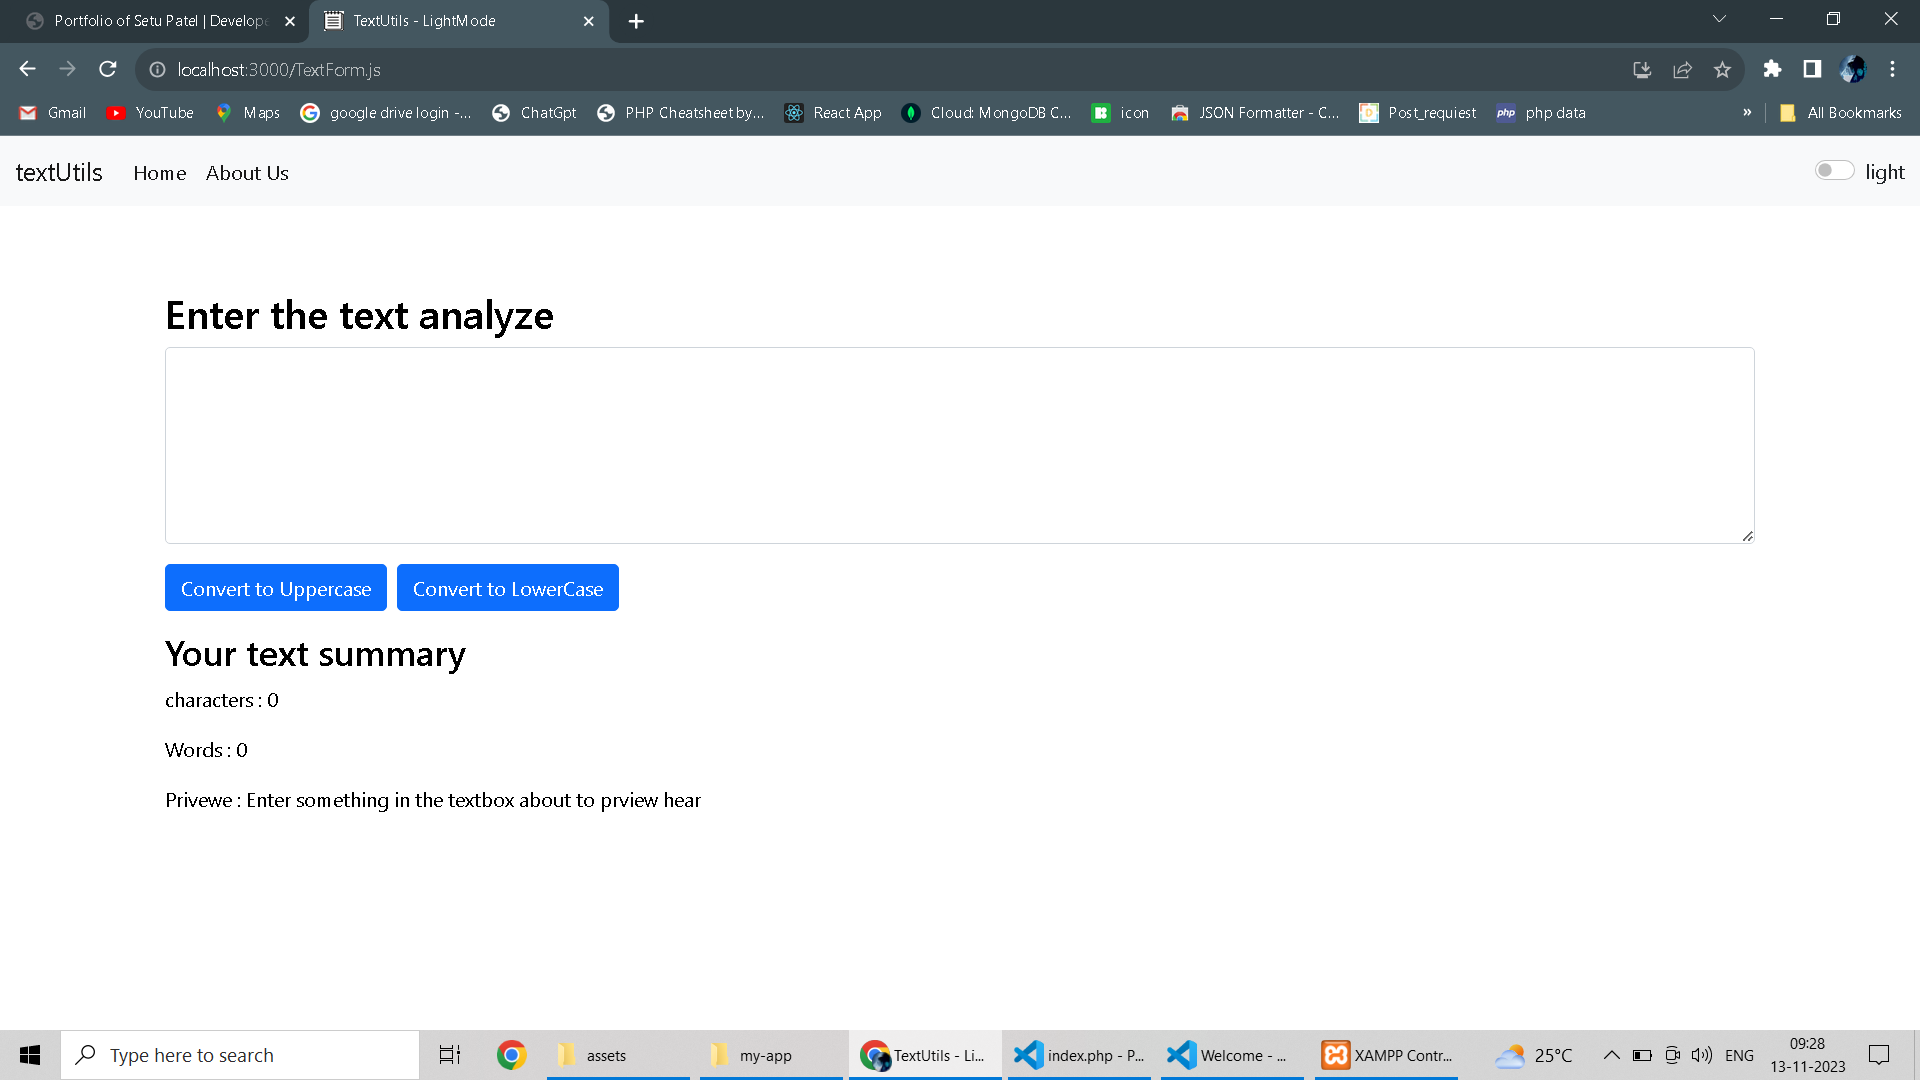 Portfolio of Setu Patel | Develope
TextUtils - LightMode
localhost:3000/TextForm.js
Gmail YouTube Maps google drive login -... ChatGpt PHP Cheatsheet by... React App Cloud: MongoDB C... icon JSON Formatter - C... Post_requiest php php data » All Bookmarks
textUtils Home About Us light
Enter the text analyze
Convert to Uppercase Convert to LowerCase
Your text summary
characters : 0
Words : 0
Privewe : Enter something in the textbox about to prview hear
Type here to search assets my-app TextUtils - Li... index.php - P... Welcome - ... XAMPP Contr... 25°C ENG 09:28
13-11-2023